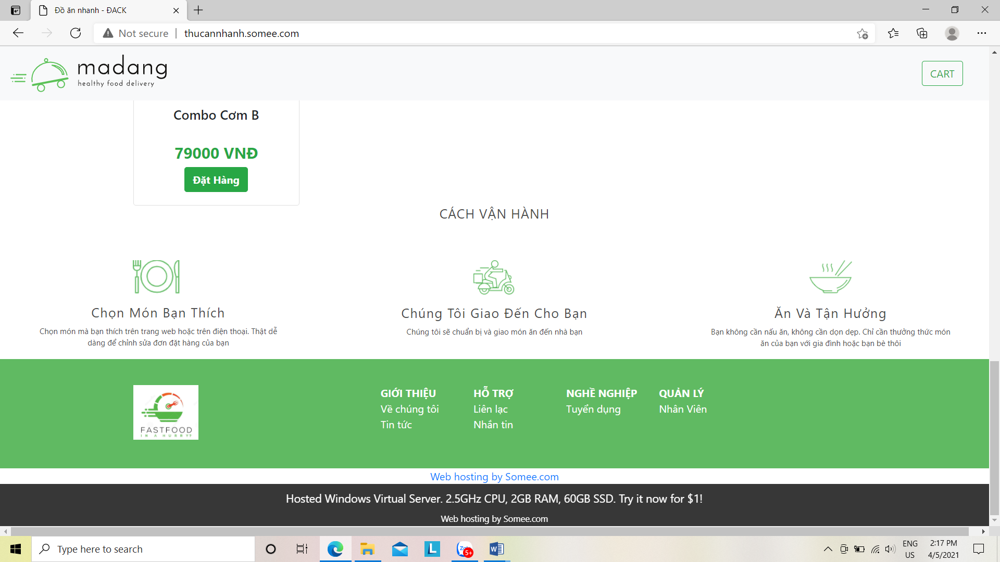 Đồ ăn nhanh - ĐACK
Not secure | thucannhanh.somee.com
madang
healthy food delivery
CART
Combo Cơm B
79000 VNĐ
Đặt Hàng
CÁCH VẬN HÀNH
Chọn Món Bạn Thích
Chọn món mà bạn thích trên trang web hoặc trên điện thoại. Thật dễ
dàng để chỉnh sửa đơn đặt hàng của bạn
Chúng Tôi Giao Đến Cho Bạn
Chúng tôi sẽ chuẩn bị và giao món ăn đến nhà bạn
Ăn Và Tận Hưởng
Bạn không cần nấu ăn, không cần dọn dẹp. Chỉ cần thưởng thức món
ăn của bạn với gia đình hoặc bạn bè thôi
FASTFOOD
IN A HURRY?
GIỚI THIỆU
Về chúng tôi
Tin tức
HỖ TRỢ
Liên lạc
Nhắn tin
NGHỀ NGHIỆP
Tuyển dụng
QUẢN LÝ
Nhân Viên
Web hosting by Somee.com
Hosted Windows Virtual Server. 2.5GHz CPU, 2GB RAM, 60GB SSD. Try it now for $1!
Web hosting by Somee.com
Type here to search
L
5+
W
ENG
US
2:17 PM
4/5/2021